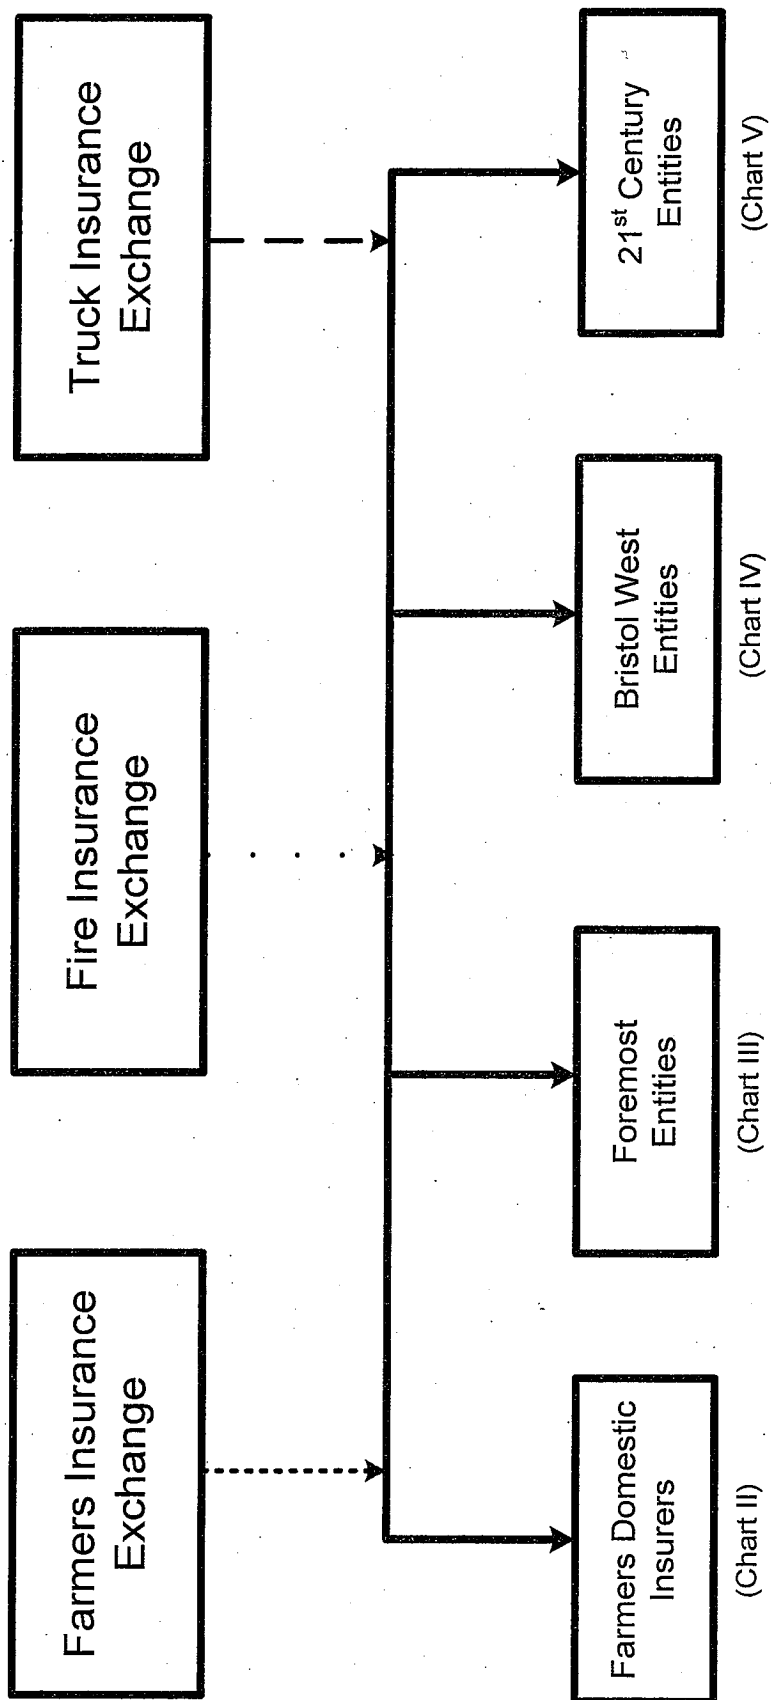 Farmers Insurance
Exchange
Fire Insurance
Exchange
Truck Insurance
Exchange
Farmers Domestic
Insurers
(Chart II)
Foremost
Entities
(Chart III)
Bristol West
Entities
(Chart IV)
21st Century
Entities
(Chart V)